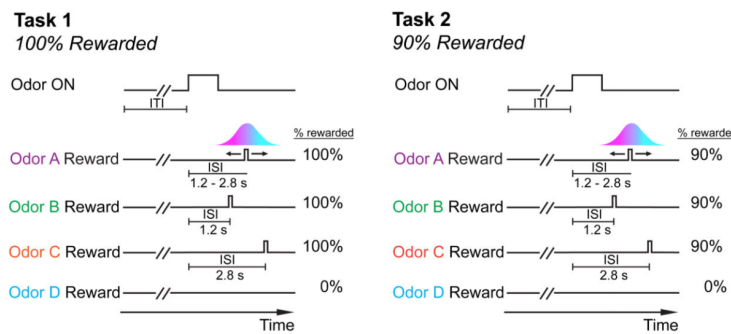 Task 1
100% Rewarded
Odor ON
ITI
% rewarded
Odor A Reward
100%
ISI
1.2 - 2.8 s
Odor B Reward
100%
ISI
1.2 s
Odor C Reward
100%
ISI
2.8 s
Odor D Reward
0%
Time
Task 2
90% Rewarded
Odor ON
ITI
% rewarde
Odor A Reward
90%
ISI
1.2 - 2.8 s
Odor B Reward
90%
ISI
1.2 s
Odor C Reward
90%
ISI
2.8 s
Odor D Reward
0%
Time